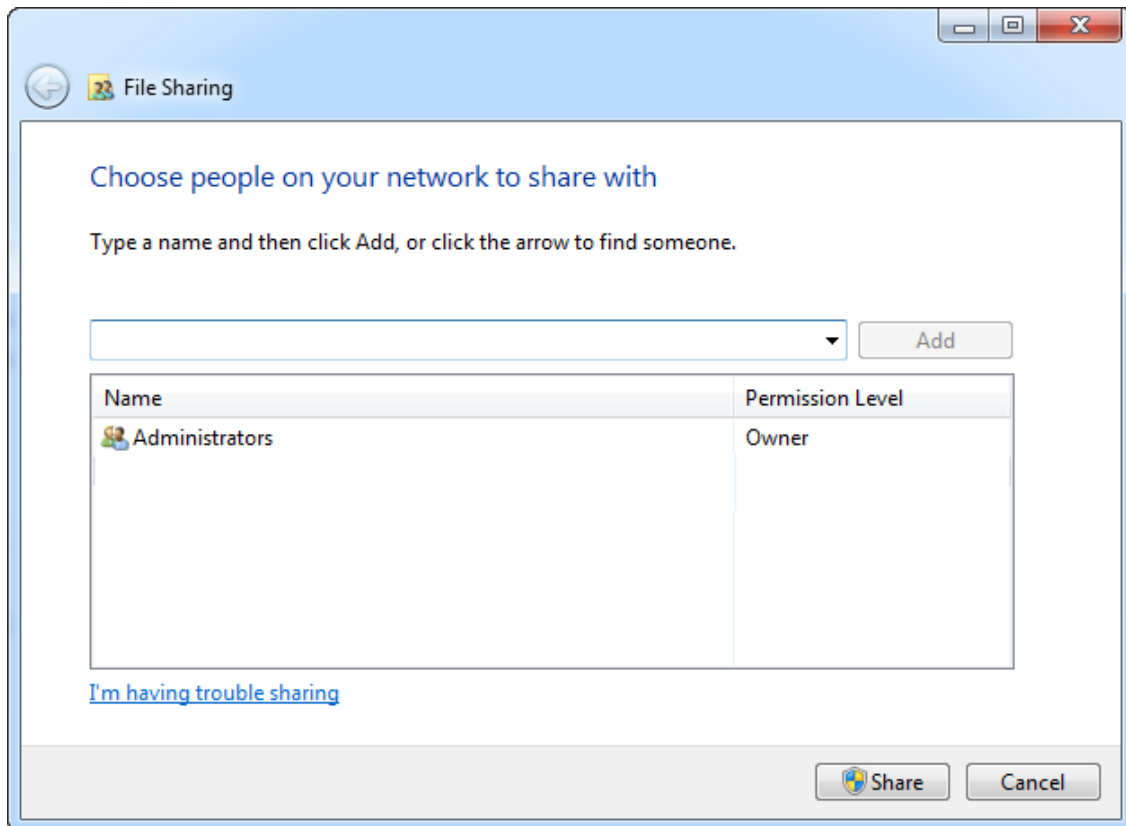 File Sharing
Choose people on your network to share with
Type a name and then click Add, or click the arrow to find someone.
Add
Name Permission Level
Administrators Owner
I'm having trouble sharing
Share Cancel